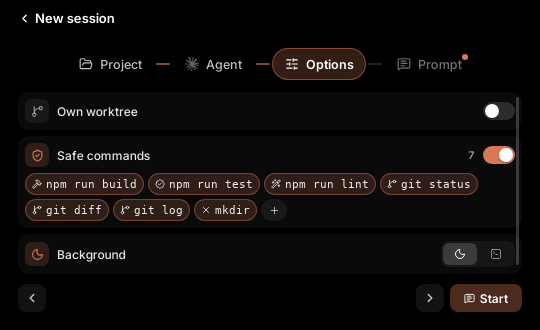 New session
Project Agent Options Prompt
Own worktree
Safe commands 7
npm run build npm run test npm run lint git status
git diff git log mkdir +
Background
Start